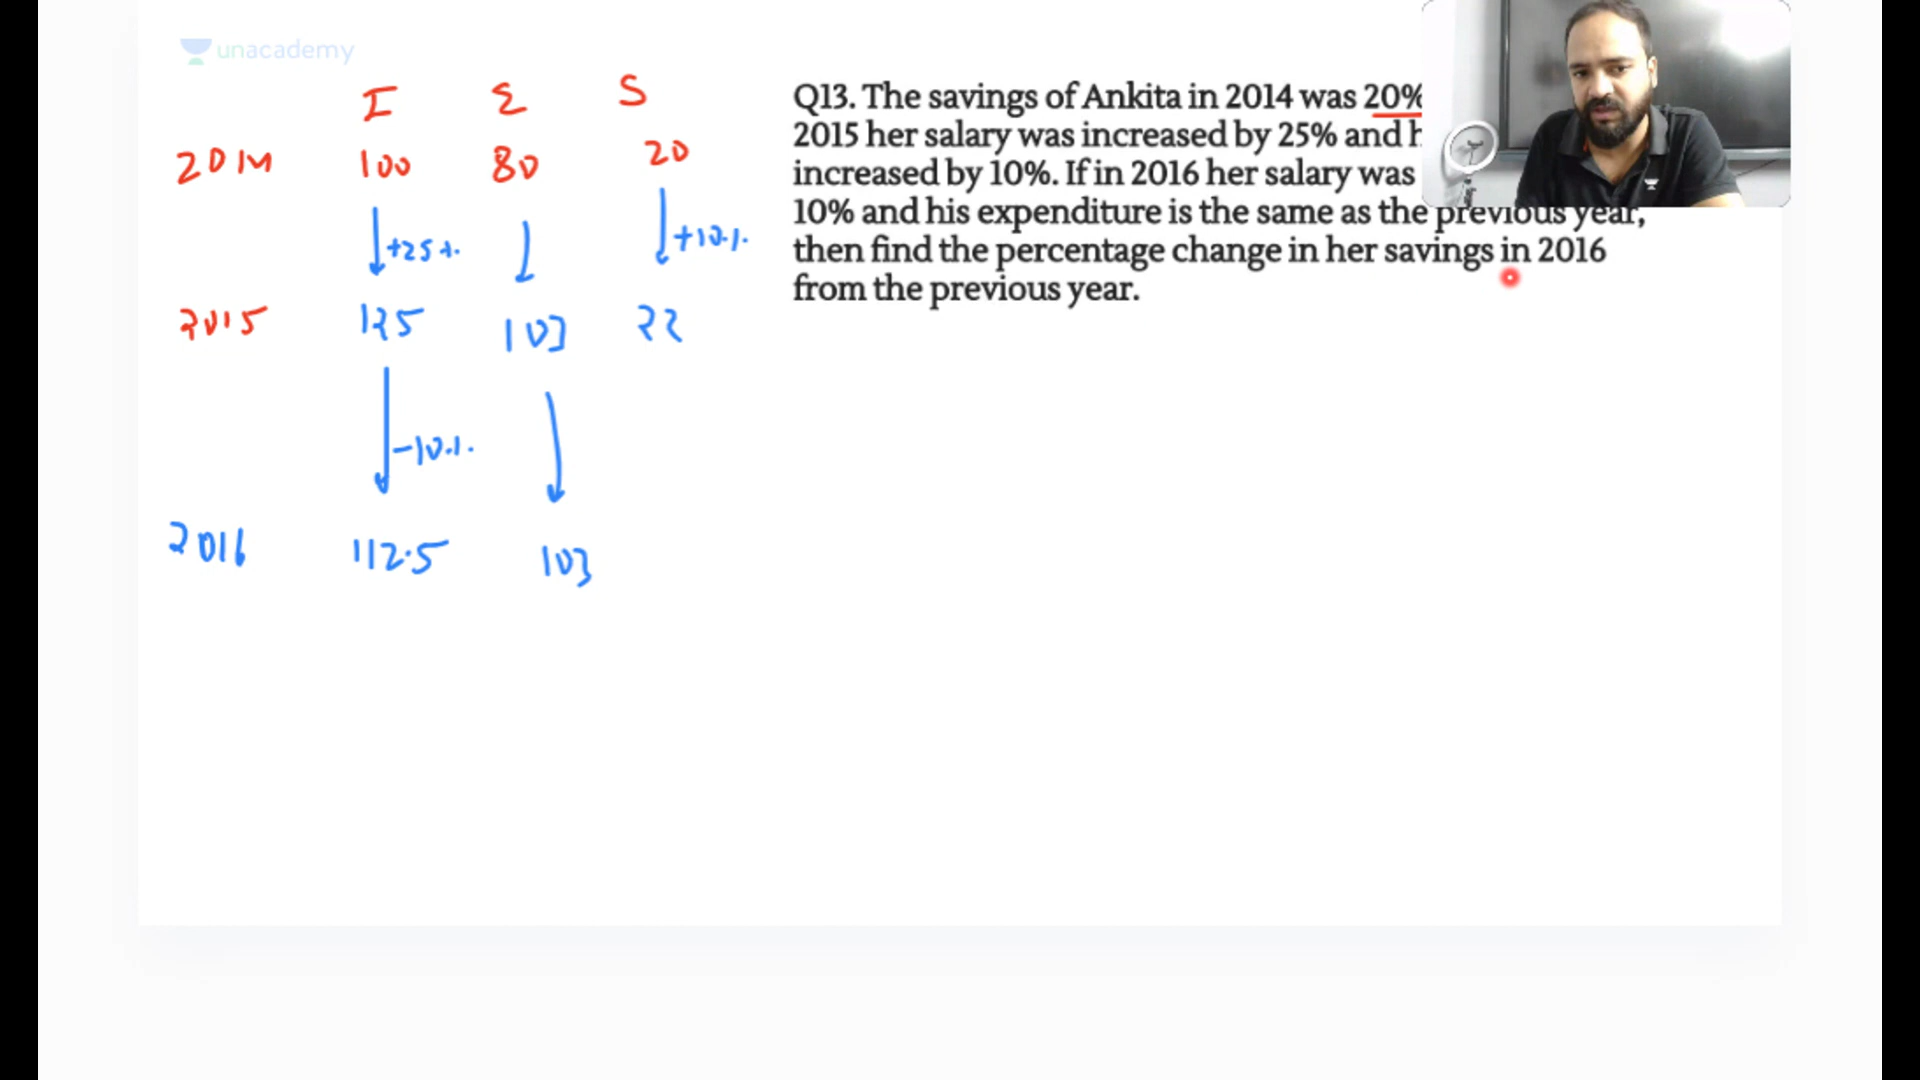 unacademy
I E S
2014 100 80 20
+25% +10%
2015 125 103 22
-10%
2016 112.5 103
Q13. The savings of Ankita in 2014 was 20%
2015 her salary was increased by 25% and h
increased by 10%. If in 2016 her salary was
10% and his expenditure is the same as the previous year,
then find the percentage change in her savings in 2016
from the previous year.